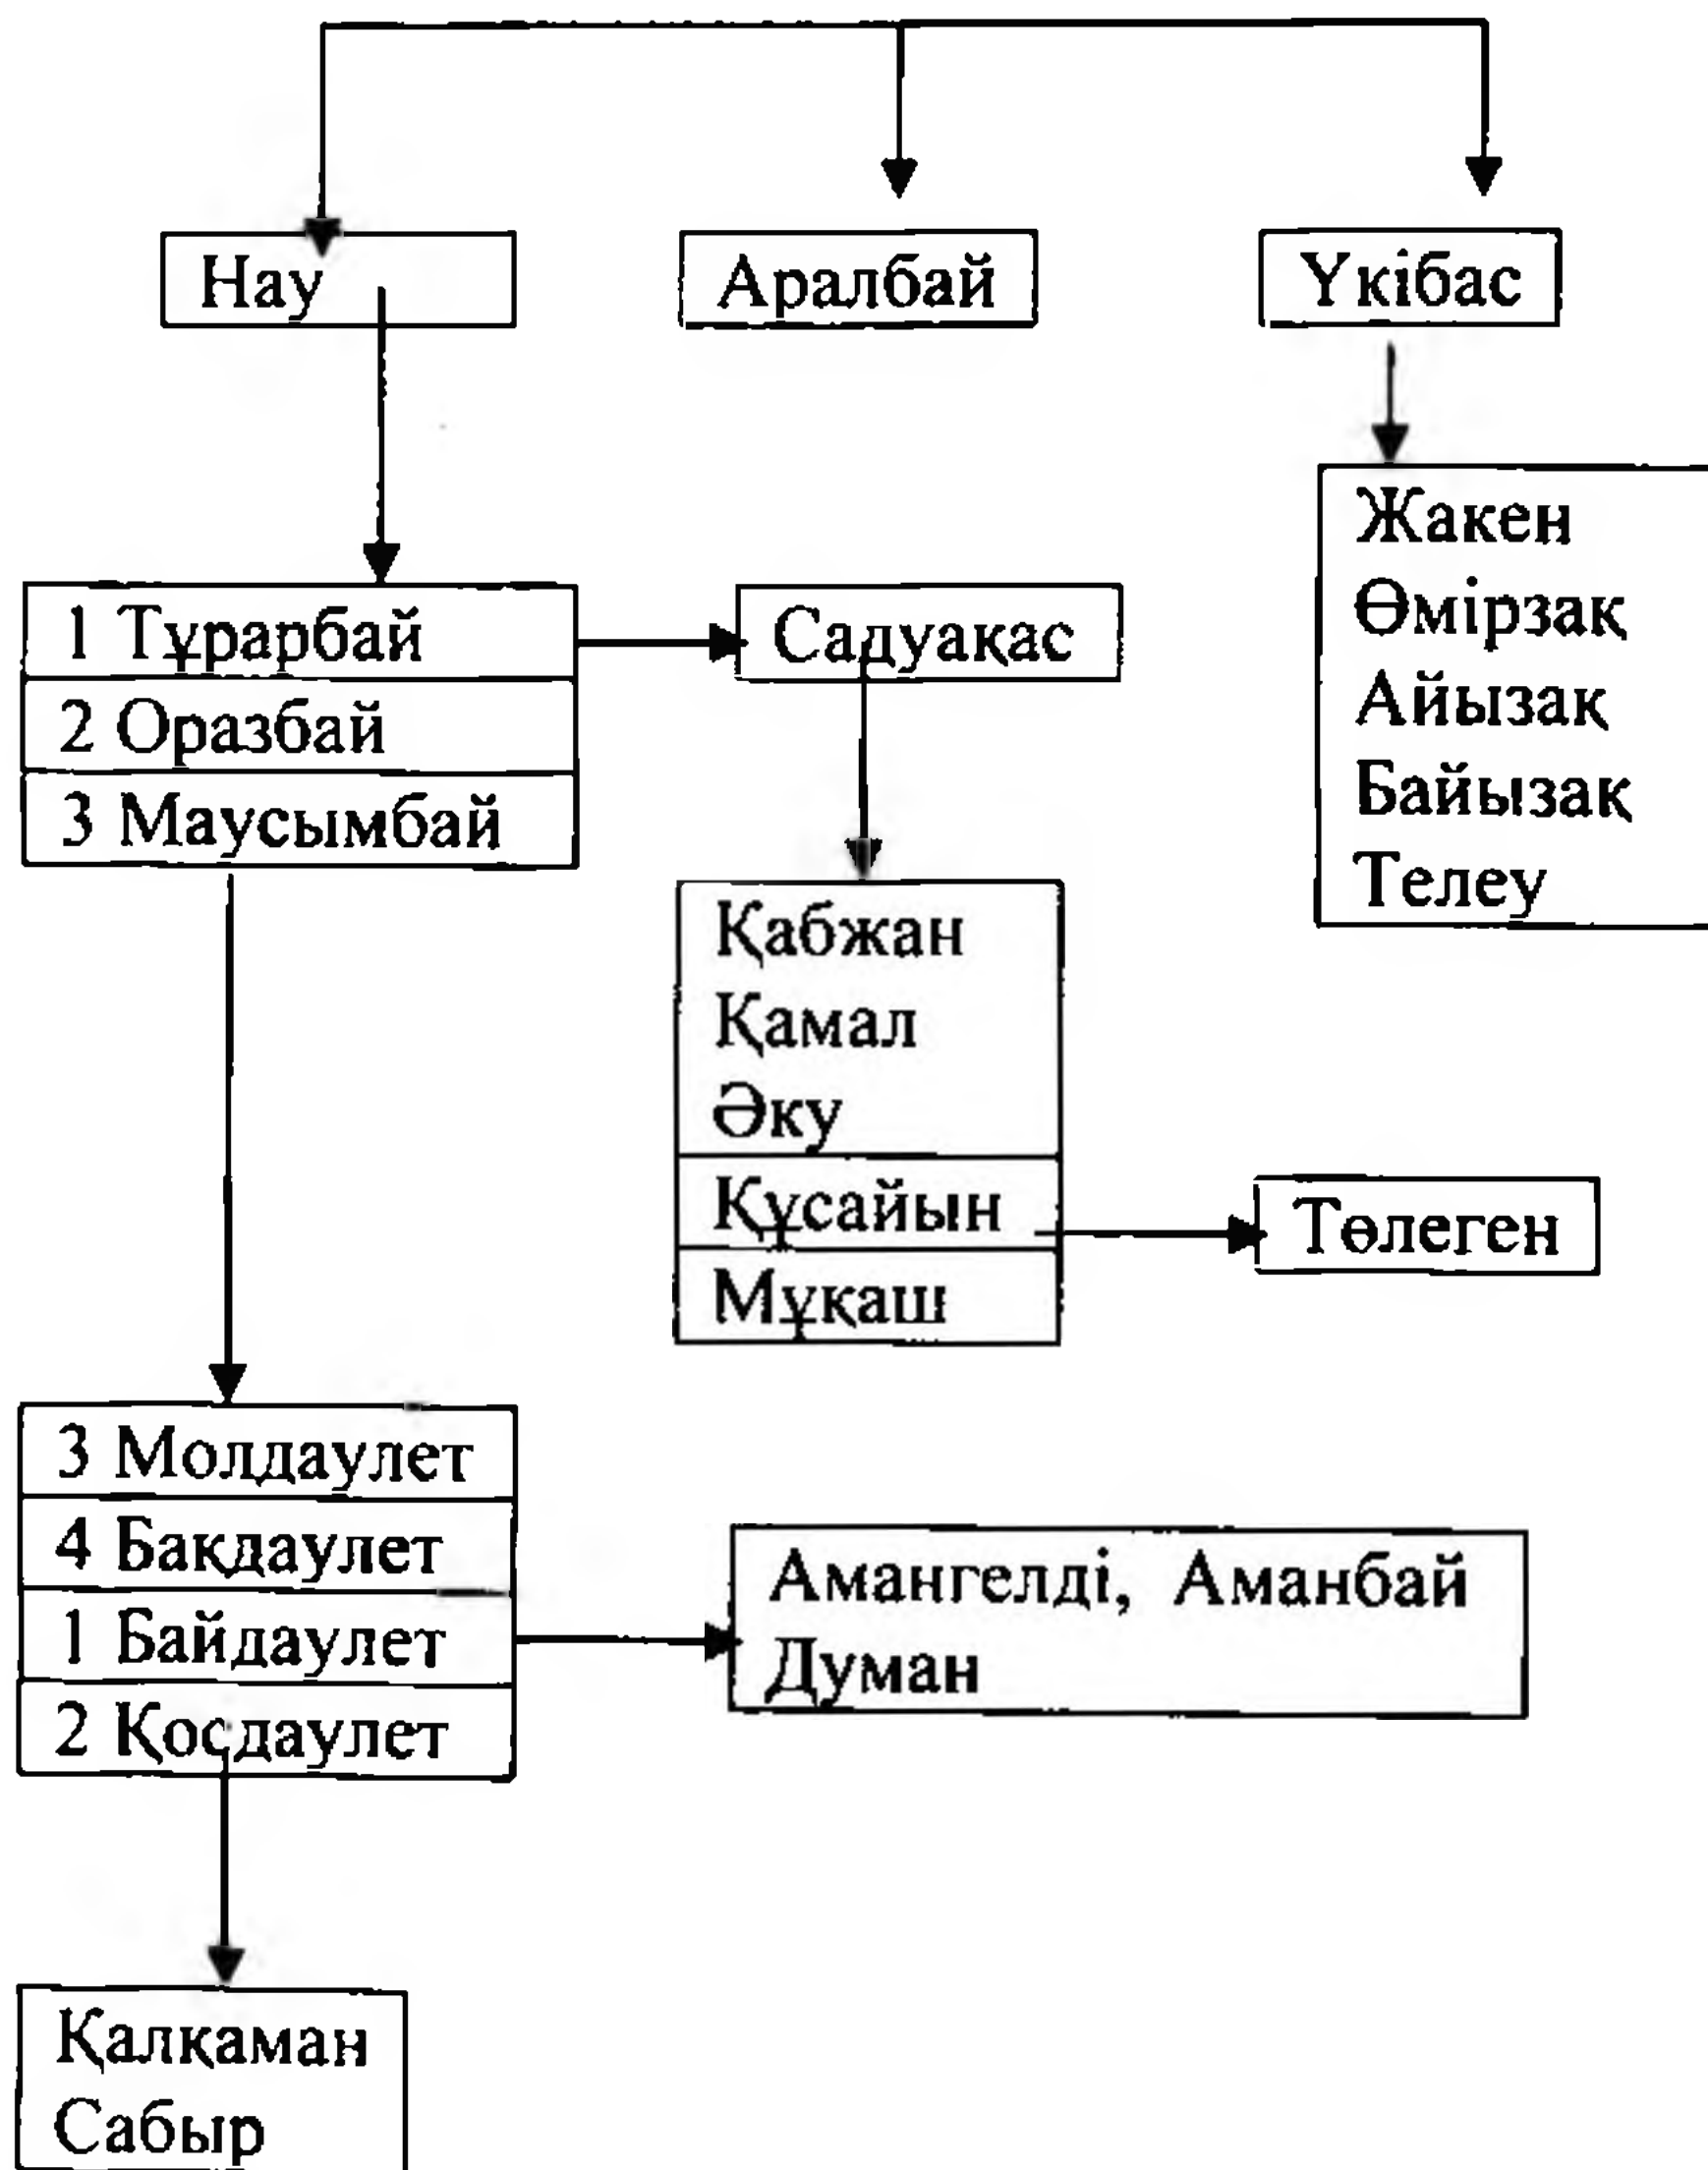 Нау
Аралбай
Үкібас
Жакен
Өмірзақ
Айызақ
Байызақ
Телеу
1 Тұрарбай
2 Оразбай
3 Маусымбай
Садуақас
Қабжан
Қамал
Әку
Құсайын
Мұқаш
Төлеген
3 Молдаулет
4 Бақдаулет
1 Байдаулет
2 Қосдаулет
Амангелді, Аманбай
Думан
Қалқаман
Сабыр